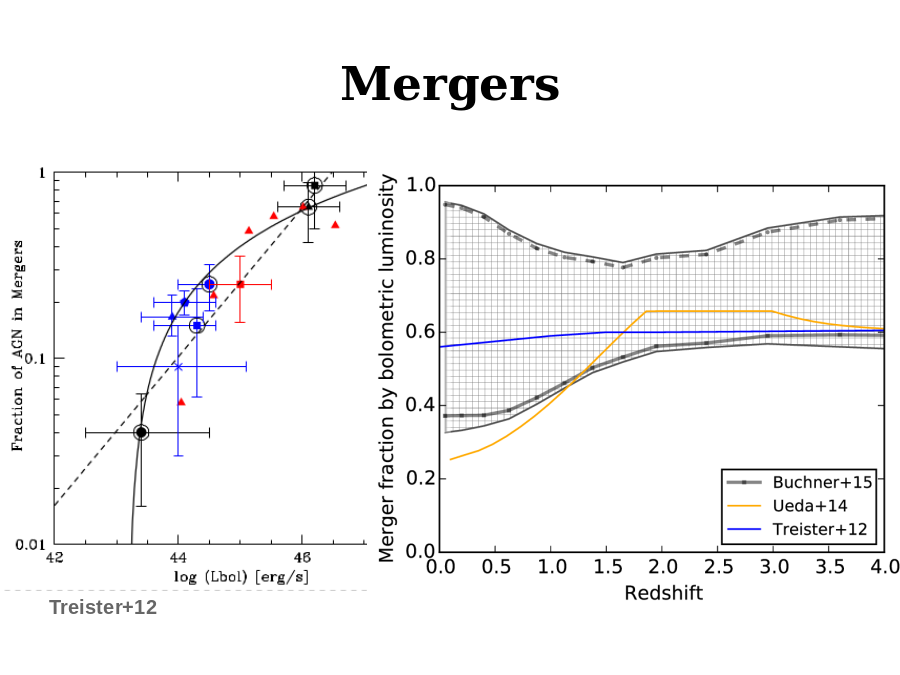 Mergers
Fraction of AGN in Mergers
1
0.1
0.01
42
44
46
log (Lbol) [erg/s]
Treister+12
Merger fraction by bolometric luminosity
1.0
0.8
0.6
0.4
0.2
0.0
0.0 0.5 1.0 1.5 2.0 2.5 3.0 3.5 4.0
Redshift
Buchner+15
Ueda+14
Treister+12